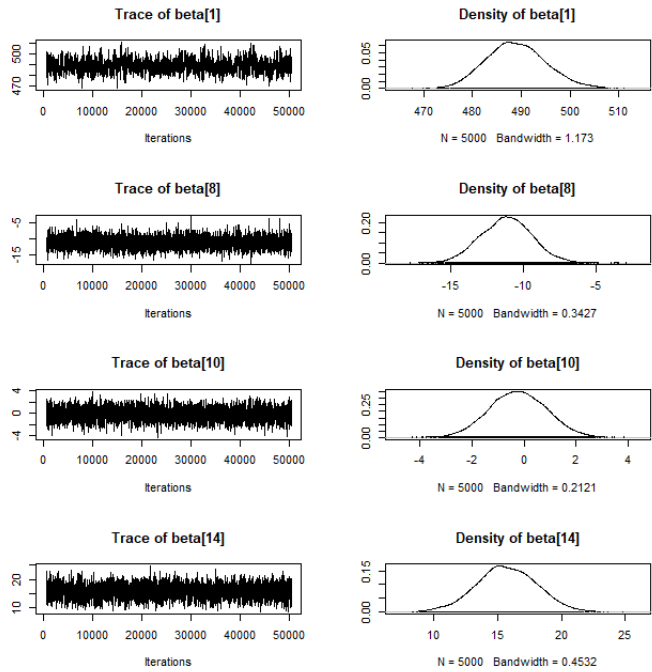 Trace of beta[1]
Density of beta[1]
500
470
0 10000 20000 30000 40000 50000
Iterations
0.05
0.00
470 480 490 500 510
N = 5000 Bandwidth = 1.173
Trace of beta[8]
Density of beta[8]
-5
-15
0 10000 20000 30000 40000 50000
Iterations
0.20
0.00
-15 -10 -5
N = 5000 Bandwidth = 0.3427
Trace of beta[10]
Density of beta[10]
4
0
-4
0 10000 20000 30000 40000 50000
Iterations
0.25
0.00
-4 -2 0 2 4
N = 5000 Bandwidth = 0.2121
Trace of beta[14]
Density of beta[14]
20
10
0 10000 20000 30000 40000 50000
Iterations
0.15
0.00
10 15 20 25
N = 5000 Bandwidth = 0.4532